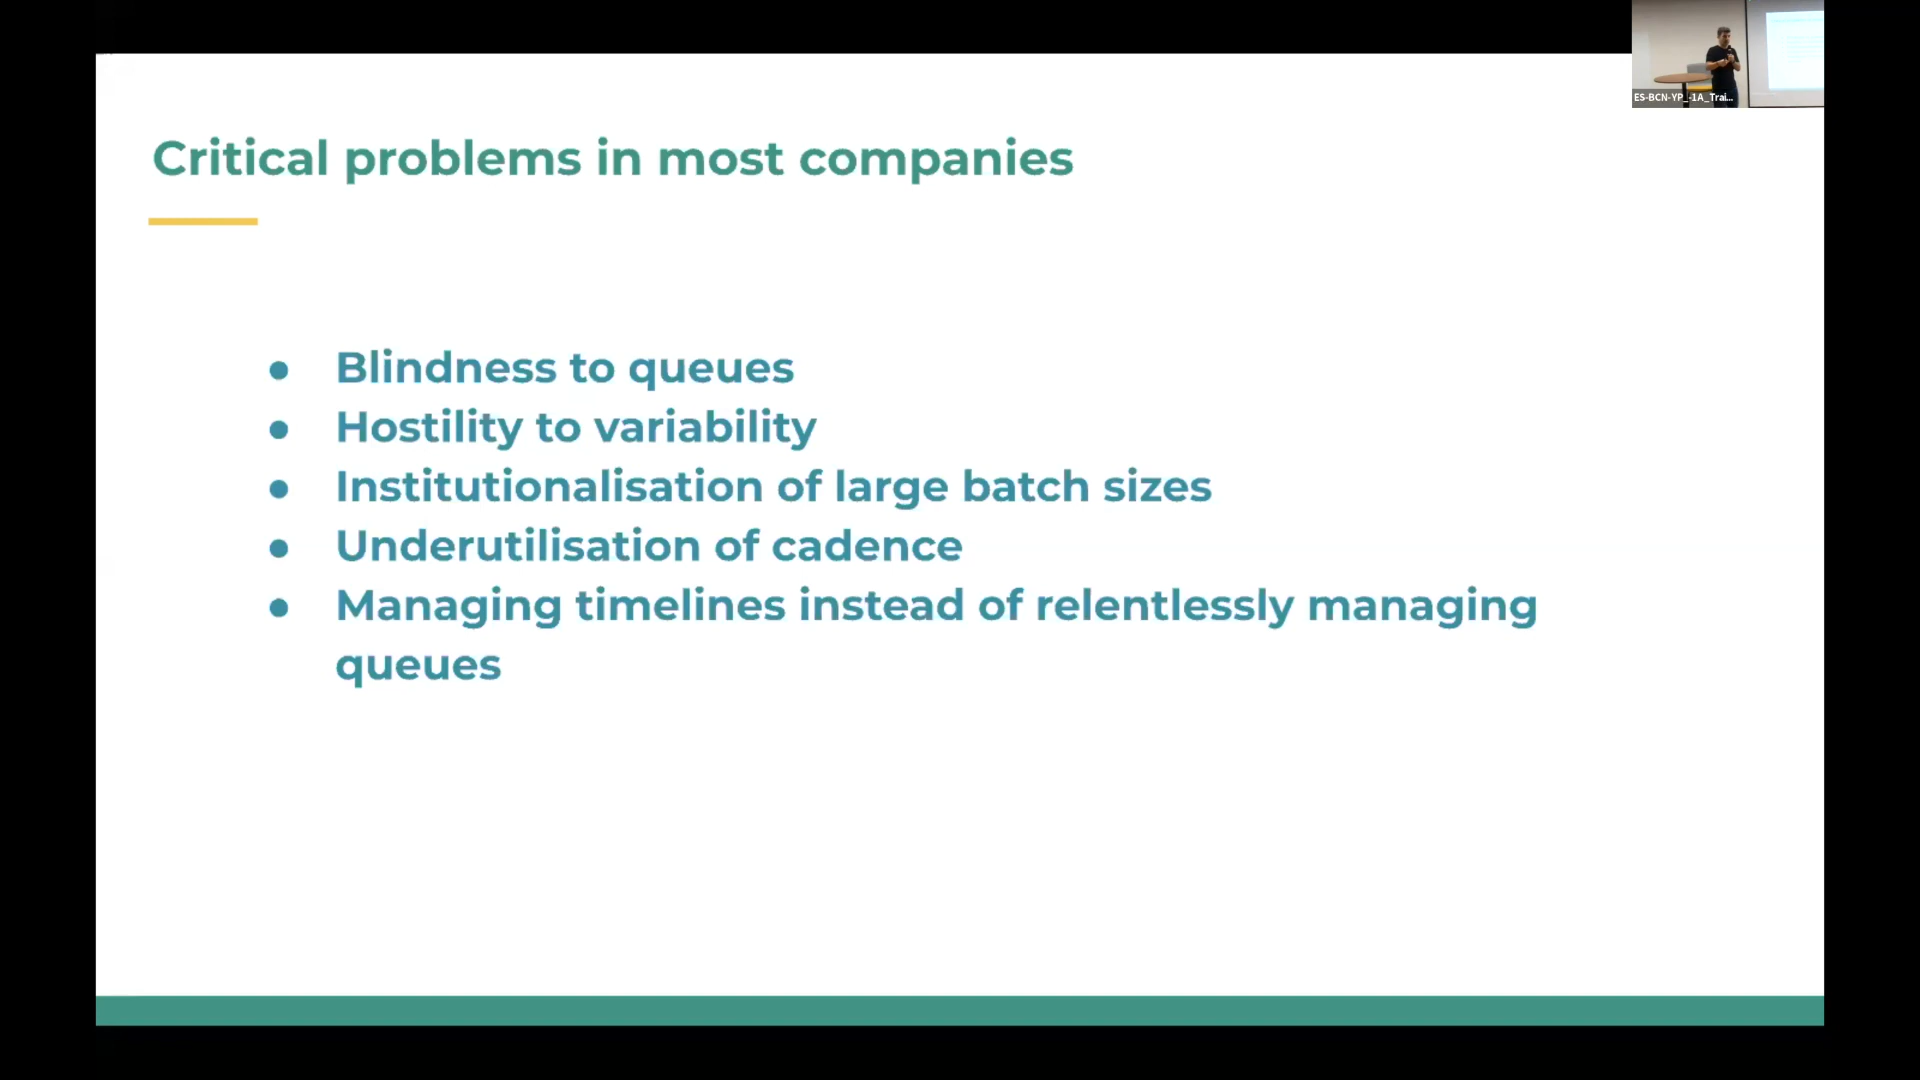 Critical problems in most companies
● Blindness to queues
● Hostility to variability
● Institutionalisation of large batch sizes
● Underutilisation of cadence
● Managing timelines instead of relentlessly managing
queues
ES-BCN-YP_-1A_Trai...